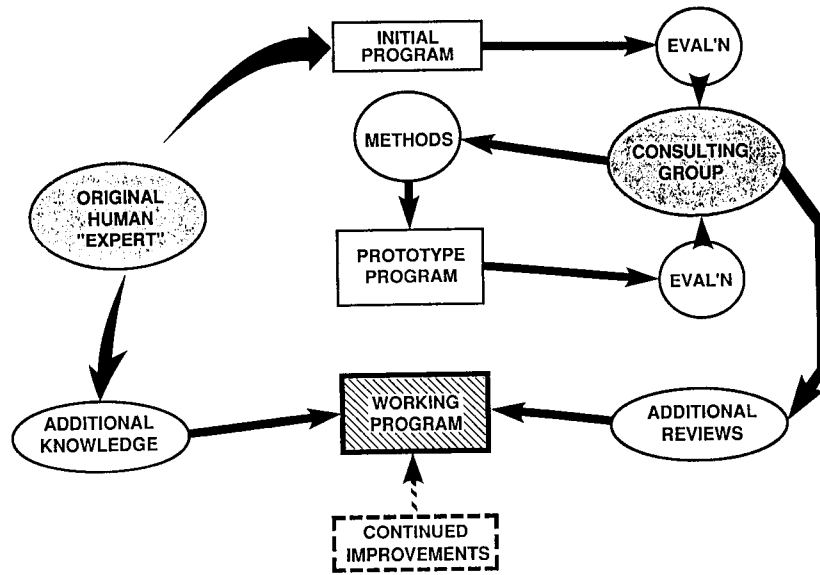 INITIAL
PROGRAM
EVAL'N
METHODS
CONSULTING
GROUP
ORIGINAL
HUMAN
"EXPERT"
PROTOTYPE
PROGRAM
EVAL'N
ADDITIONAL
KNOWLEDGE
WORKING
PROGRAM
ADDITIONAL
REVIEWS
CONTINUED
IMPROVEMENTS